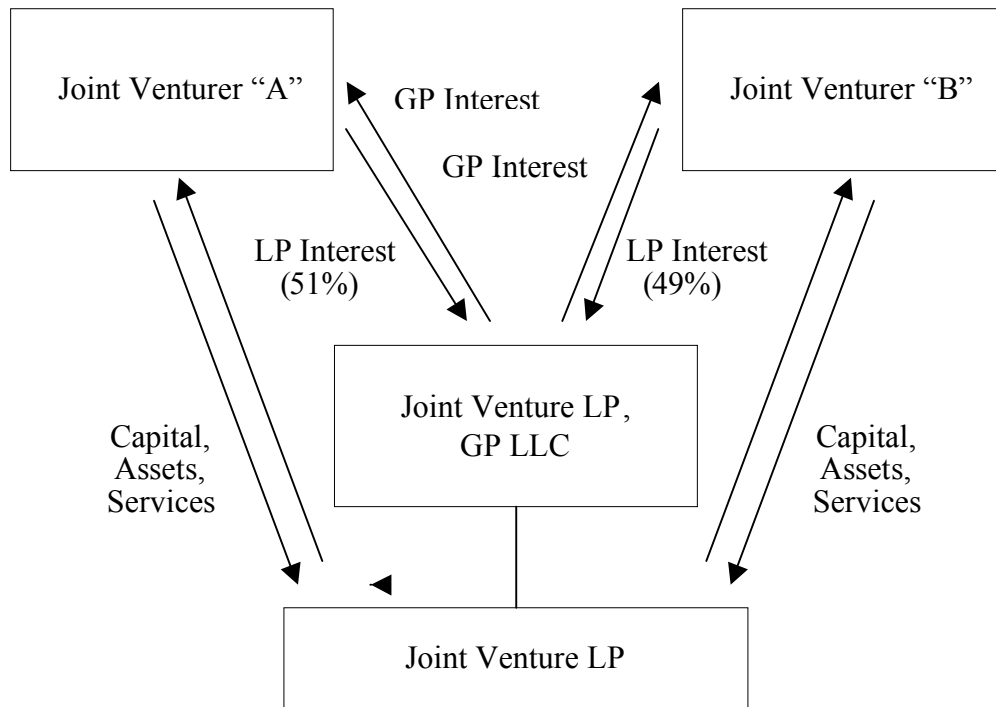 Joint Venturer “A”
GP Interest
Joint Venturer “B”
GP Interest
LP Interest
(51%)
LP Interest
(49%)
Joint Venture LP,
GP LLC
Capital,
Assets,
Services
Capital,
Assets,
Services
Joint Venture LP